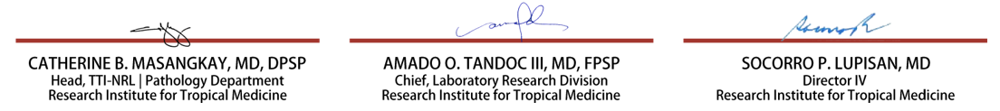 CATHERINE B. MASANGKAY, MD, DPSP
Head, TTI-NRL | Pathology Department
Research Institute for Tropical Medicine
AMADO O. TANDOC III, MD, FPSP
Chief, Laboratory Research Division
Research Institute for Tropical Medicine
SOCORRO P. LUPISAN, MD
Director IV
Research Institute for Tropical Medicine